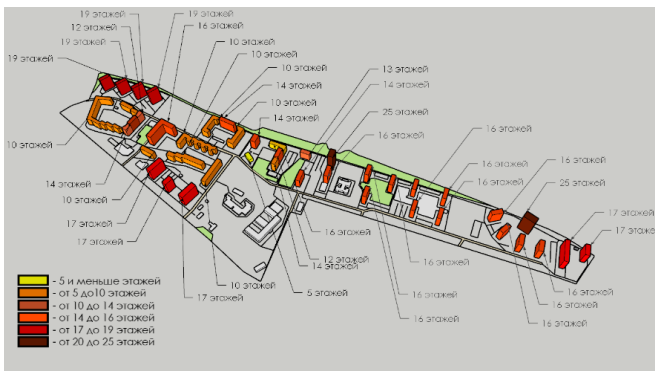 19 этажей
12 этажей
16 этажей
19 этажей
19 этажей
10 этажей
19 этажей
10 этажей
10 этажей
14 этажей
13 этажей
14 этажей
10 этажей
25 этажей
14 этажей
16 этажей
16 этажей
10 этажей
16 этажей
16 этажей
16 этажей
14 этажей
25 этажей
10 этажей
17 этажей
17 этажей
17 этажей
16 этажей
17 этажей
12 этажей
16 этажей
14 этажей
10 этажей
5 этажей
16 этажей
17 этажей
16 этажей
16 этажей
16 этажей
16 этажей
- 5 и меньше этажей
- от 5 до10 этажей
- от 10 до 14 этажей
- от 14 до 16 этажей
- от 17 до 19 этажей
- от 20 до 25 этажей